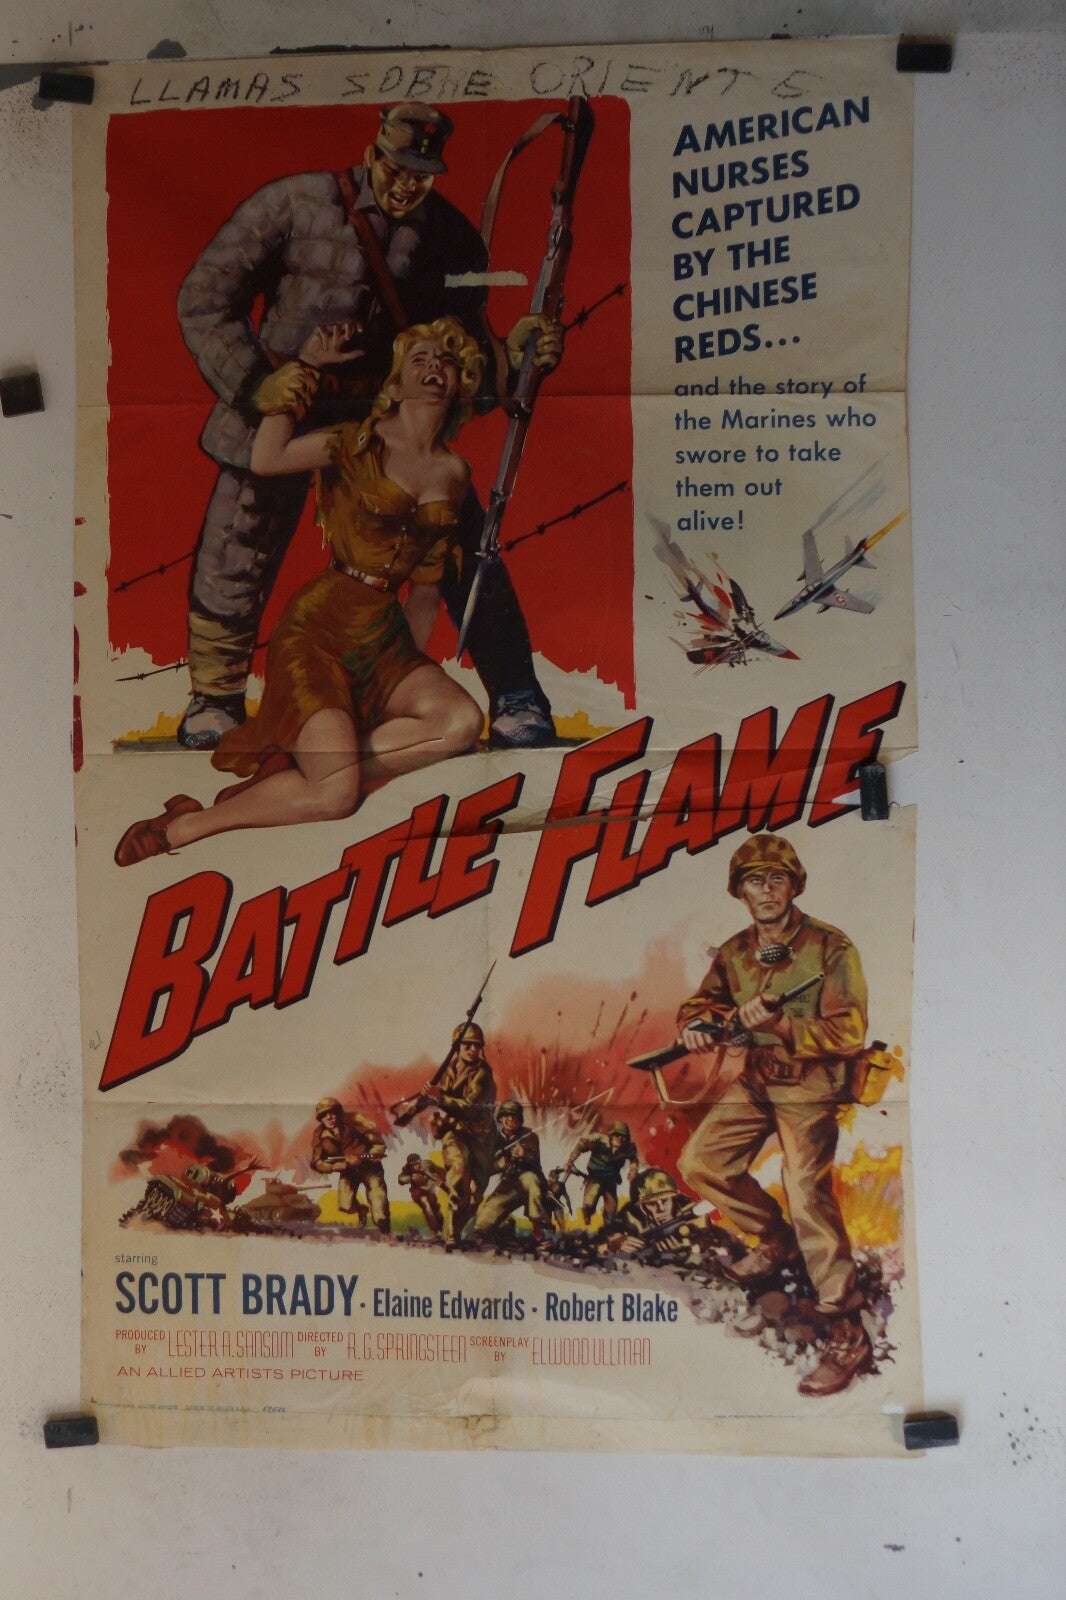 LLAMAS SOBRE ORIENTE
AMERICAN
NURSES
CAPTURED
BY THE
CHINESE
REDS...
and the story of
the Marines who
swore to take
them out
alive!
BATTLE FLAME
starring
SCOTT BRADY · Elaine Edwards · Robert Blake
PRODUCED BY LESTER A. SANSOM DIRECTED BY R.G. SPRINGSTEEN SCREENPLAY BY ELWOOD ULLMAN
AN ALLIED ARTISTS PICTURE